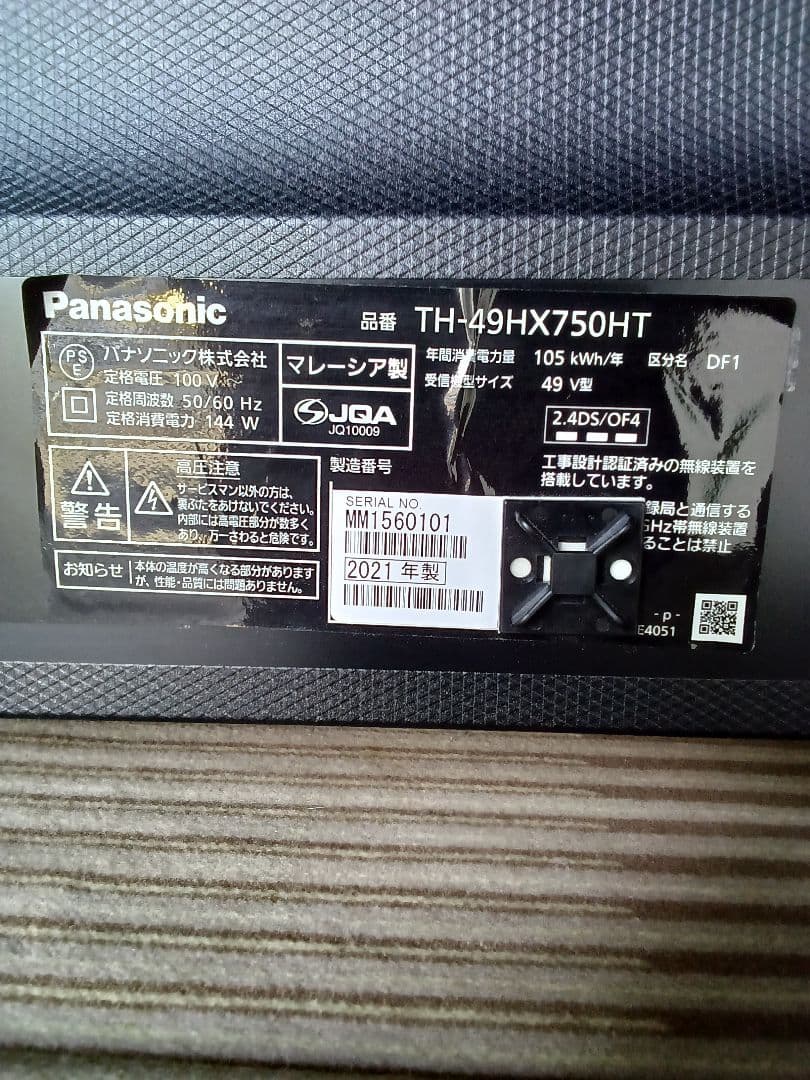 Panasonic
品番 TH-49HX750HT
PS
E
パナソニック株式会社
定格電圧 100 V
定格周波数 50/60 Hz
定格消費電力 144 W
マレーシア製
JQA
JQ10009
年間消費電力量 105 kWh/年 区分名 DF1
受信機型サイズ 49 V型
2.4DS/OF4
工事設計認証済みの無線装置を
搭載しています。
録局と通信する
GHz帯無線装置
ることは禁止
警告
高圧注意
サービスマン以外の方は、
裏ぶたをあけないでください。
内部には高電圧部分が数多く
あり、万一さわると危険です。
お知らせ
本体の温度が高くなる部分があります
が、性能・品質には問題ありません。
製造番号
SERIAL NO.
MM1560101
2021 年製
- p -
E4051